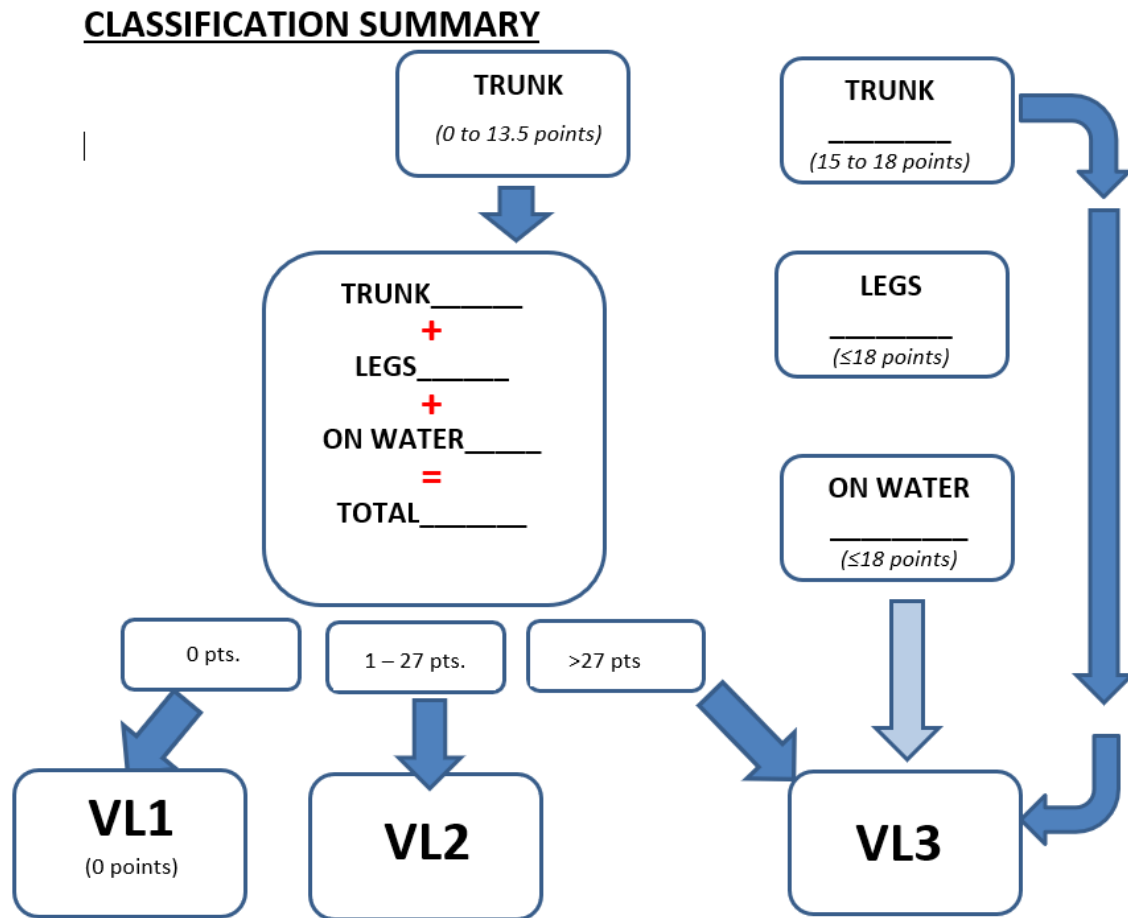 CLASSIFICATION SUMMARY
TRUNK
(0 to 13.5 points)
TRUNK______
+
LEGS______
+
ON WATER_____
=
TOTAL_______
0 pts.
1 – 27 pts.
>27 pts
VL1
(0 points)
VL2
TRUNK
________
(15 to 18 points)
LEGS
________
(≤18 points)
ON WATER
_________
(≤18 points)
VL3